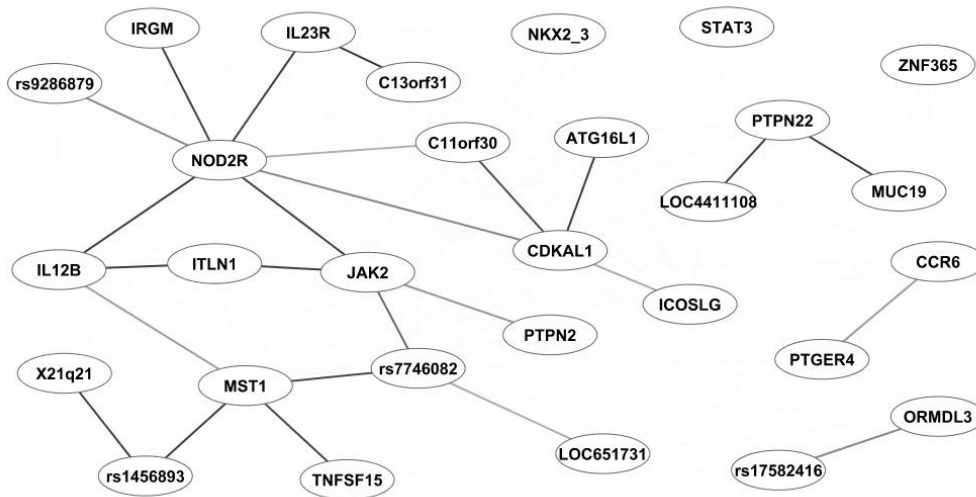 IRGM
IL23R
NKX2_3
STAT3
ZNF365
rs9286879
C13orf31
PTPN22
C11orf30
ATG16L1
NOD2R
LOC4411108
MUC19
CDKAL1
IL12B
ITLN1
JAK2
CCR6
ICOSLG
PTPN2
PTGER4
X21q21
MST1
rs7746082
ORMDL3
LOC651731
rs17582416
rs1456893
TNFSF15